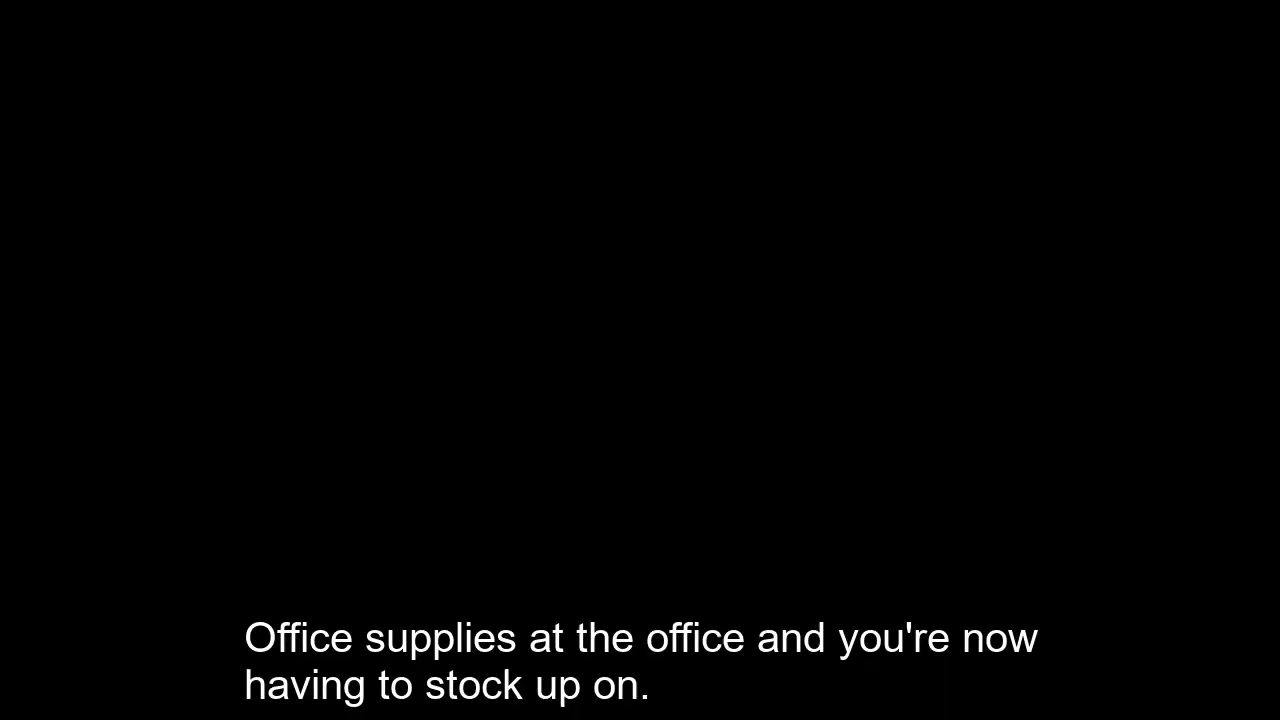 Office supplies at the office and you're now
having to stock up on.